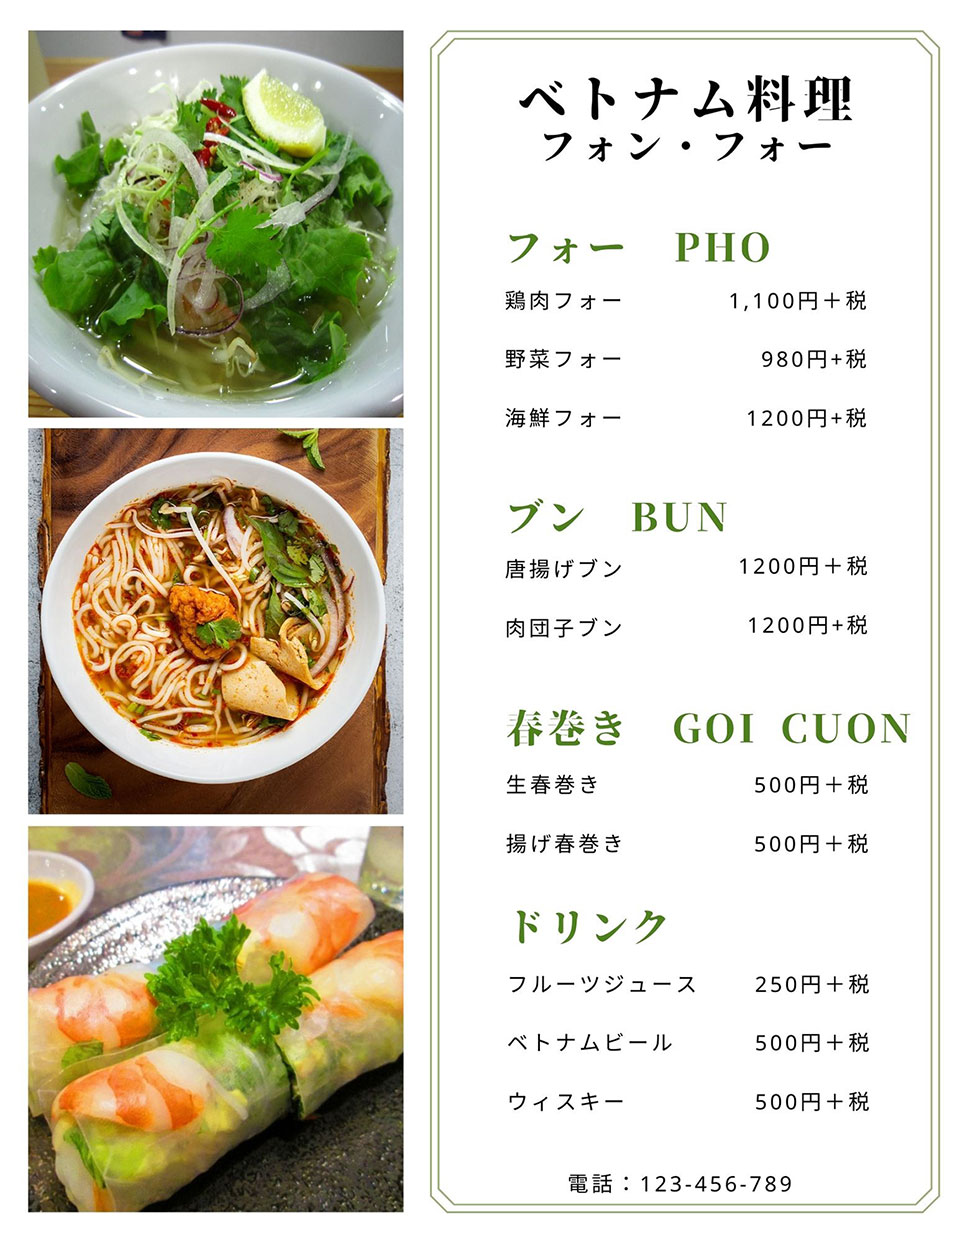 ベトナム料理
フォン・フォー
フォー PHO
鶏肉フォー 1,100円＋税
野菜フォー 980円+税
海鮮フォー 1200円+税
ブン BUN
唐揚げブン 1200円＋税
肉団子ブン 1200円+税
春巻き GOI CUON
生春巻き 500円＋税
揚げ春巻き 500円＋税
ドリンク
フルーツジュース 250円＋税
ベトナムビール 500円＋税
ウィスキー 500円＋税
電話：123-456-789